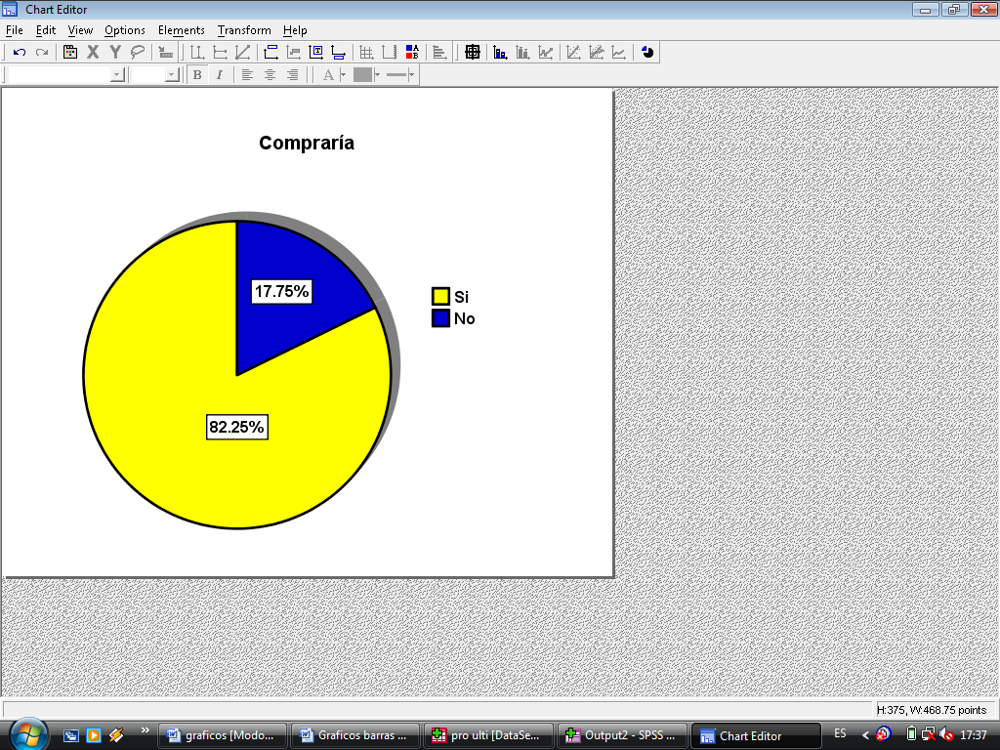 Chart Editor
File Edit View Options Elements Transform Help
X Y A B
B I A
Compraría
17.75%
Si
No
82.25%
H:375, W:468.75 points
graficos [Modo... Graficos barras ... pro ulti [DataSe... Output2 - SPSS ... Chart Editor ES 17:37